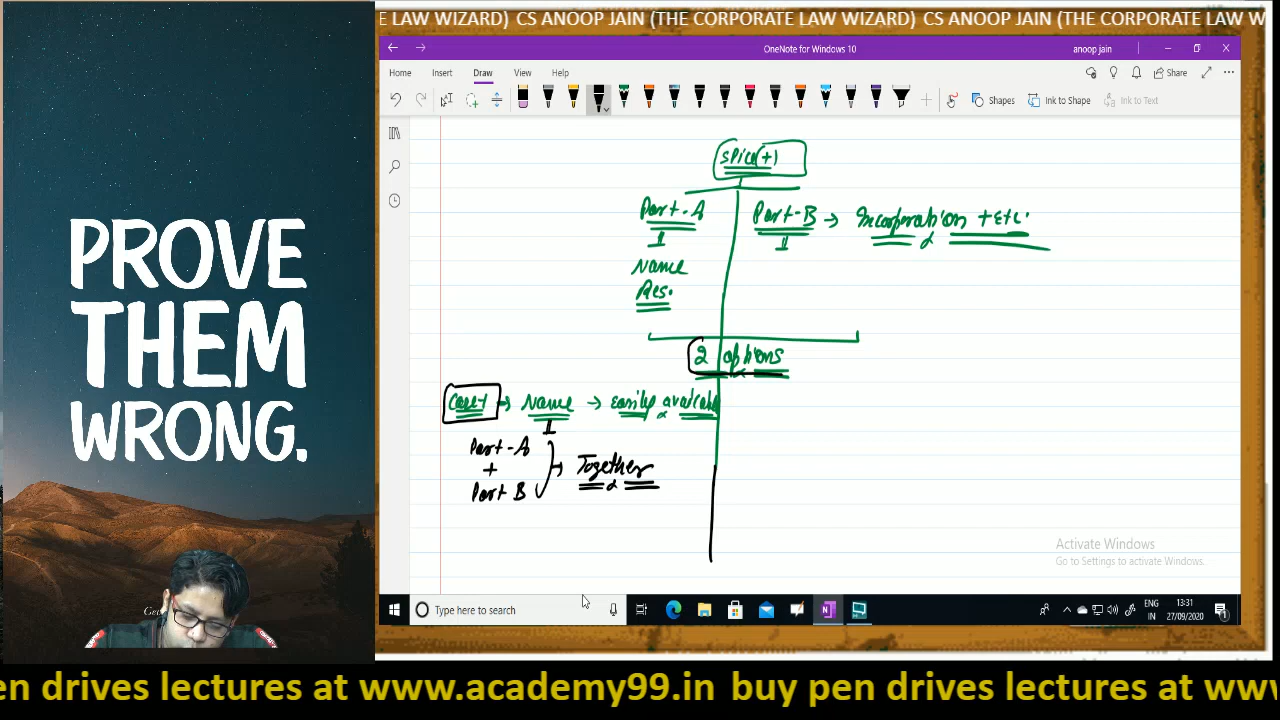 E LAW WIZARD) CS ANOOP JAIN (THE CORPORATE LAW WIZARD) CS ANOOP JAIN (THE CORPORATE LAW W
OneNote for Windows 10
anoop jain
Home Insert Draw View Help
Share
Shapes Ink to Shape Ink to Text
PROVE
THEM
WRONG.
SPice(+)
Part-A
Part-B → Incorporation + Etc.
Name
Res.
2 options
Case-1 → Name → Easily available
Part-A
+
Part B
Together
Activate Windows
Go to Settings to activate Windows.
Type here to search
ENG
IN
13:31
27/09/2020
en drives lectures at www.academy99.in buy pen drives lectures at www